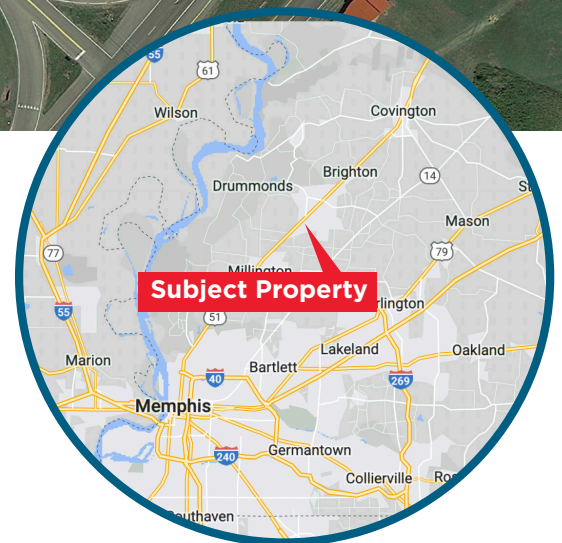 55
61
Wilson
Covington
Brighton
14
Drummonds
Mason
77
79
Millington
Subject Property
rlington
55
51
Lakeland
Oakland
Marion
Bartlett
40
269
Memphis
Germantown
240
Collierville
outhaven